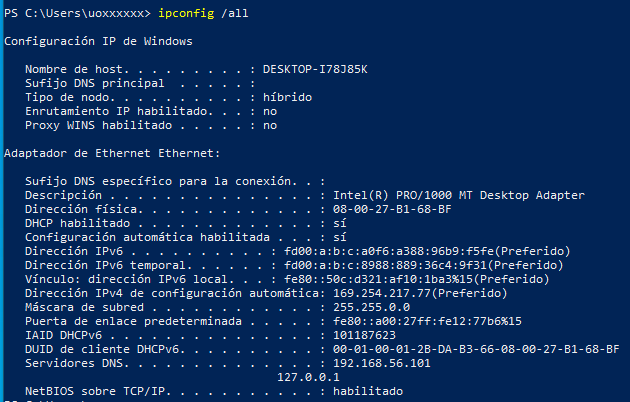 PS C:\Users\uoxxxxxx> ipconfig /all
Configuración IP de Windows
Nombre de host. . . . . . . . . : DESKTOP-I78J85K
Sufijo DNS principal . . . . . :
Tipo de nodo. . . . . . . . . . : híbrido
Enrutamiento IP habilitado. . . : no
Proxy WINS habilitado . . . . . : no
Adaptador de Ethernet Ethernet:
Sufijo DNS específico para la conexión. . :
Descripción . . . . . . . . . . . . . . . : Intel(R) PRO/1000 MT Desktop Adapter
Dirección física. . . . . . . . . . . . . : 08-00-27-B1-68-BF
DHCP habilitado . . . . . . . . . . . . . : sí
Configuración automática habilitada . . . : sí
Dirección IPv6 . . . . . . . . . . : fd00:a:b:c:a0f6:a388:96b9:f5fe(Preferido)
Dirección IPv6 temporal. . . . . . : fd00:a:b:c:8988:889:36c4:9f31(Preferido)
Vínculo: dirección IPv6 local. . . : fe80::50c:d321:af10:1ba3%15(Preferido)
Dirección IPv4 de configuración automática: 169.254.217.77(Preferido)
Máscara de subred . . . . . . . . . . . . : 255.255.0.0
Puerta de enlace predeterminada . . . . . : fe80::a00:27ff:fe12:77b6%15
IAID DHCPv6 . . . . . . . . . . . . . . . : 101187623
DUID de cliente DHCPv6. . . . . . . . . . : 00-01-00-01-2B-DA-B3-66-08-00-27-B1-68-BF
Servidores DNS. . . . . . . . . . . . . . : 192.168.56.101
127.0.0.1
NetBIOS sobre TCP/IP. . . . . . . . . . . : habilitado